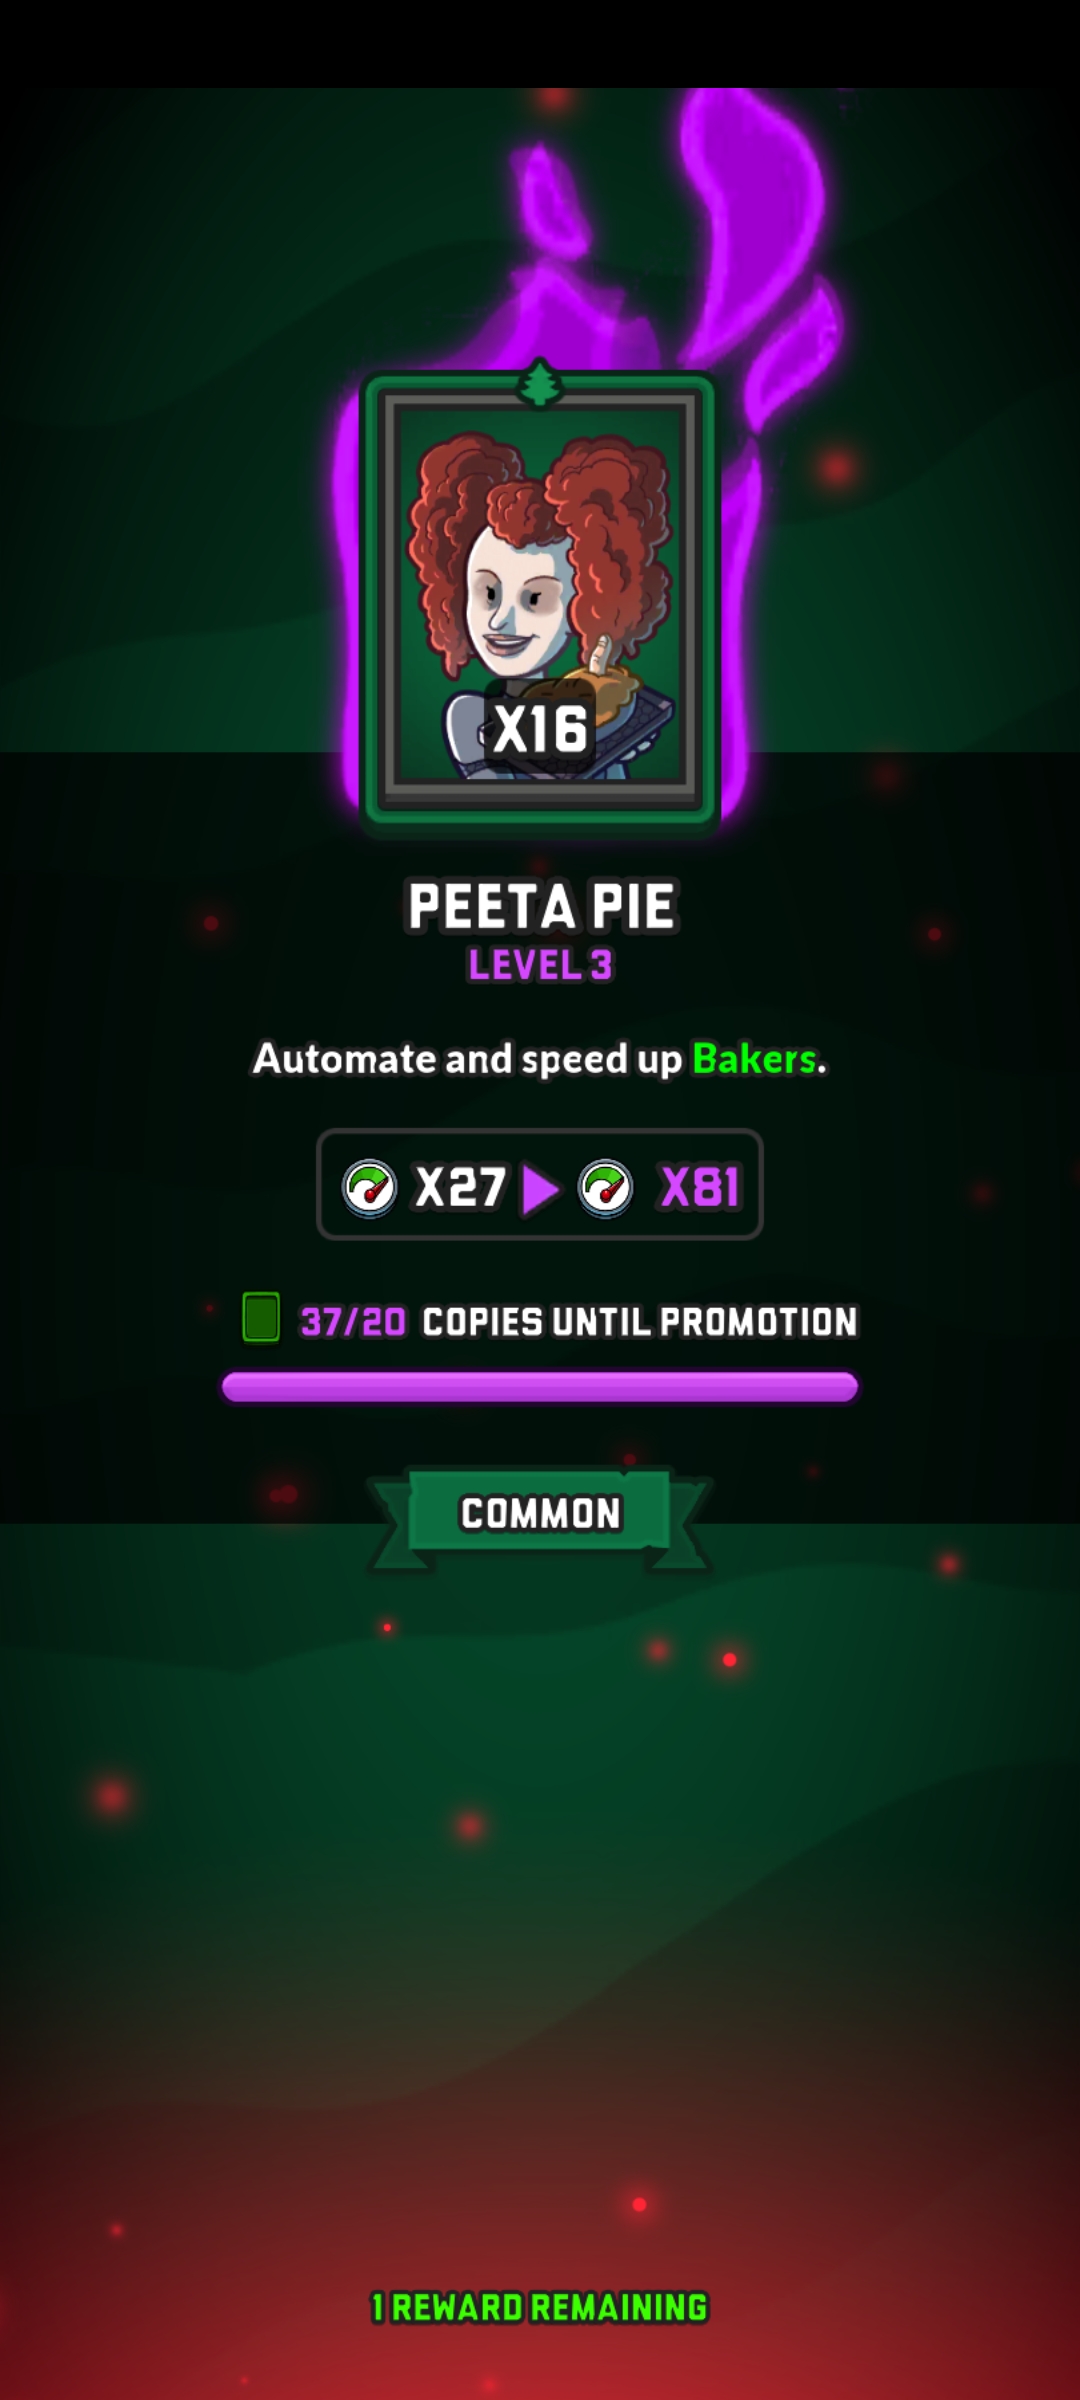 X16
PEETA PIE
LEVEL 3
Automate and speed up Bakers.
X27 X81
37/20 COPIES UNTIL PROMOTION
COMMON
1 REWARD REMAINING